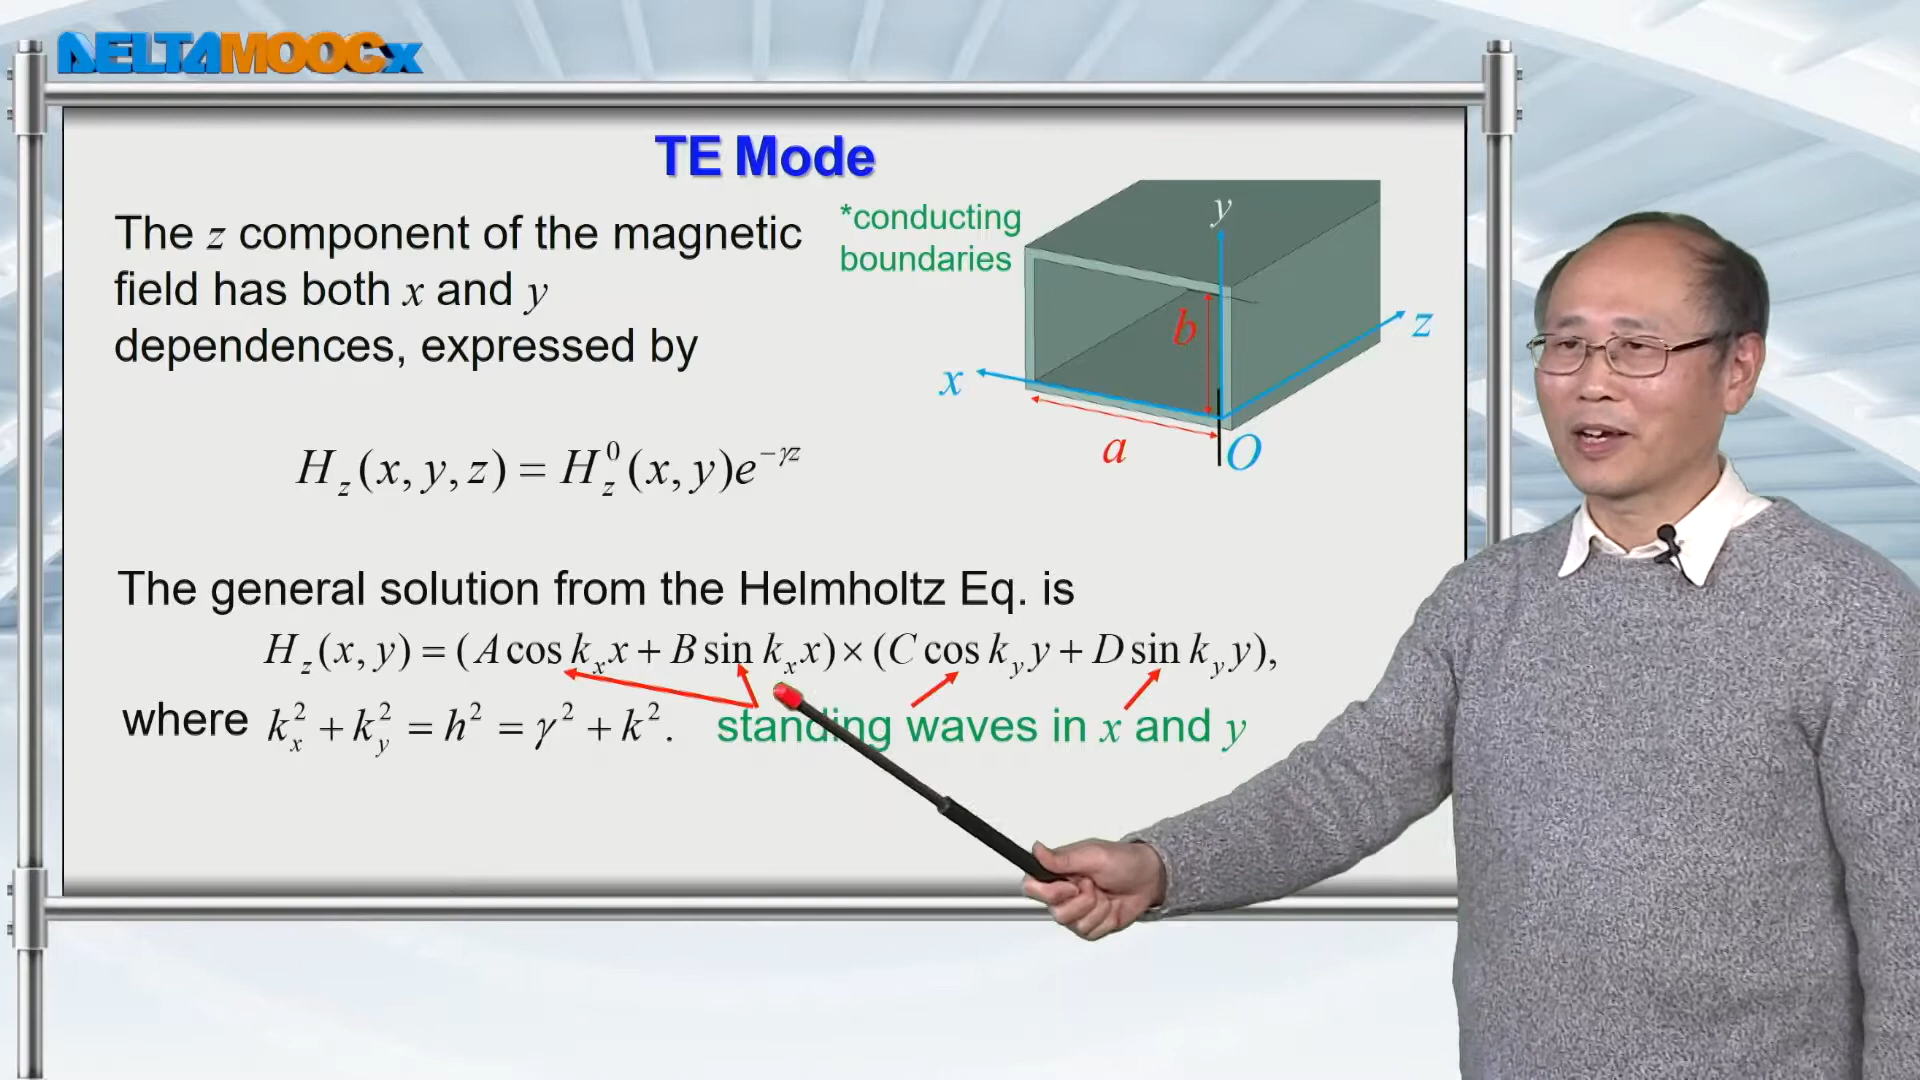 DELTAMOOCx
TE Mode
The z component of the magnetic
field has both x and y
dependences, expressed by
*conducting
boundaries
y
b
z
x
a
O
H_z(x, y, z) = H_z^0(x, y)e^{−γz}
The general solution from the Helmholtz Eq. is
H_z(x, y) = (A cos k_x x + B sin k_x x) × (C cos k_y y + D sin k_y y),
where k_x^2 + k_y^2 = h^2 = γ^2 + k^2.
standing waves in x and y